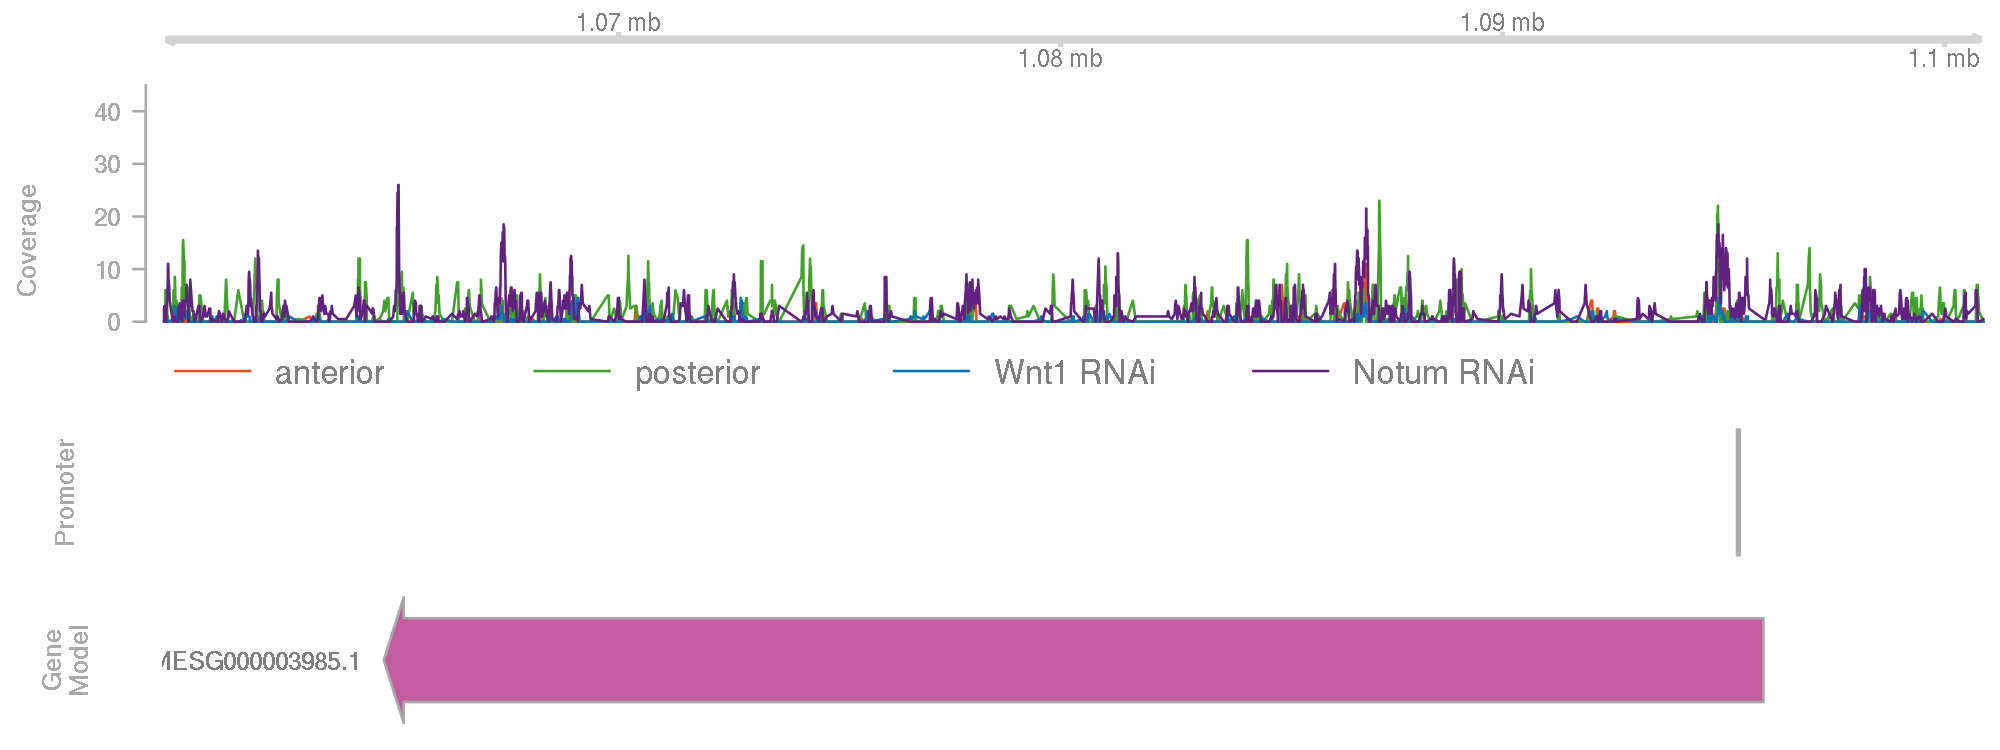 1.07 mb
1.09 mb
1.08 mb
1.1 mb
Coverage
40
30
20
10
0
anterior
posterior
Wnt1 RNAi
Notum RNAi
Promoter
Gene
Model
MESG000003985.1